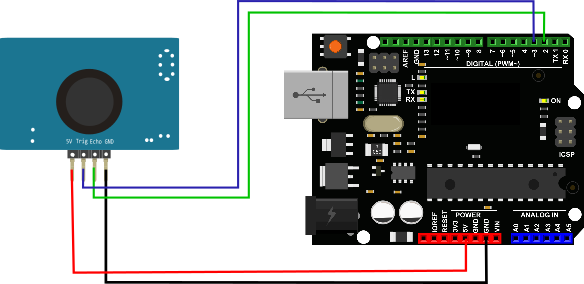 5V Trig Echo GND
AREF
GND
13
12
~11
~10
~9
8
7
~6
~5
4
~3
2
TX 1
RX 0
DIGITAL (PWM~)
L
TX
RX
ON
ICSP
POWER
ANALOG IN
IOREF
RESET
3V3
5V
GND
GND
VIN
A0
A1
A2
A3
A4
A5